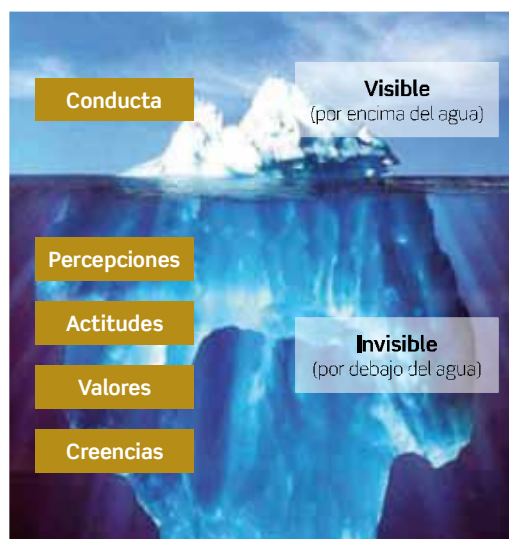 Conducta
Visible
(por encima del agua)
Percepciones
Actitudes
Invisible
(por debajo del agua)
Valores
Creencias